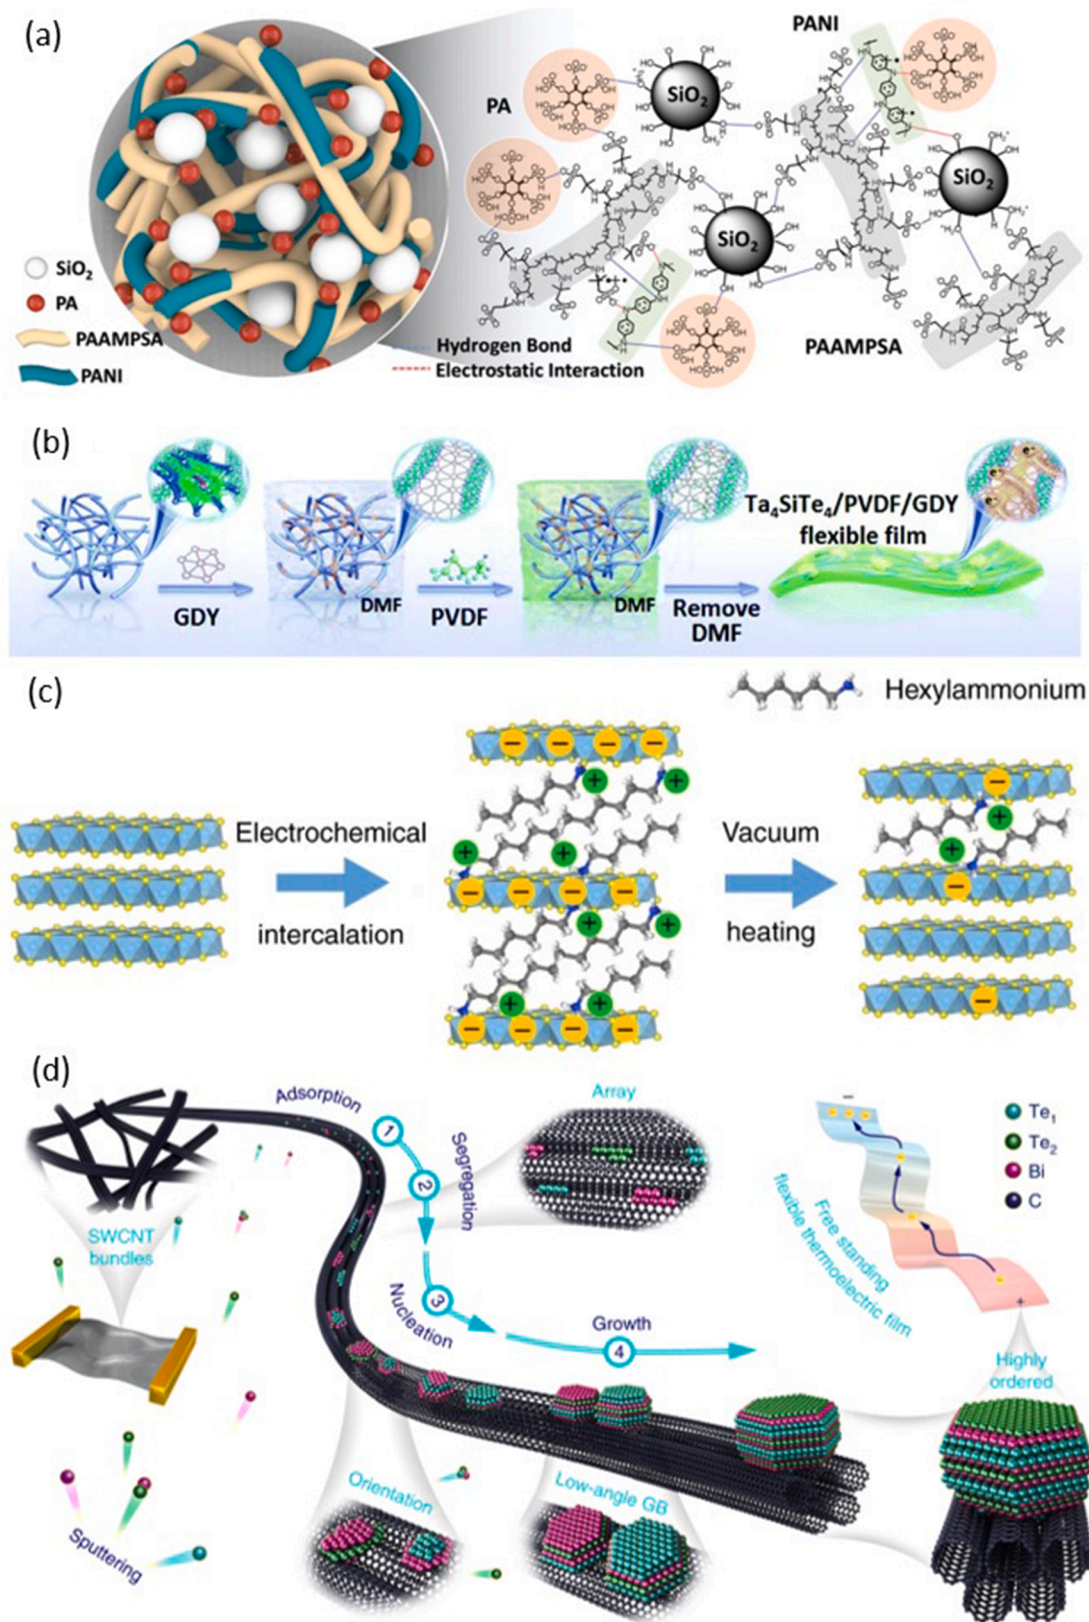 (a)
PANI
PA
SiO2
SiO2
SiO2
SiO2
PA
PAAMPSA
PANI
PAAMPSA
Hydrogen Bond
Electrostatic Interaction
(b)
GDY
DMF
PVDF
DMF
Remove
DMF
Ta4SiTe4/PVDF/GDY
flexible film
(c)
Hexylammonium
Electrochemical
intercalation
Vacuum
heating
(d)
Adsorption
1
Segregation
2
3
Nucleation
Growth
4
Array
SWCNT
bundles
Te1
Te2
Bi
C
Free standing
flexible thermoelectric film
Highly
ordered
Orientation
Low-angle GB
Sputtering